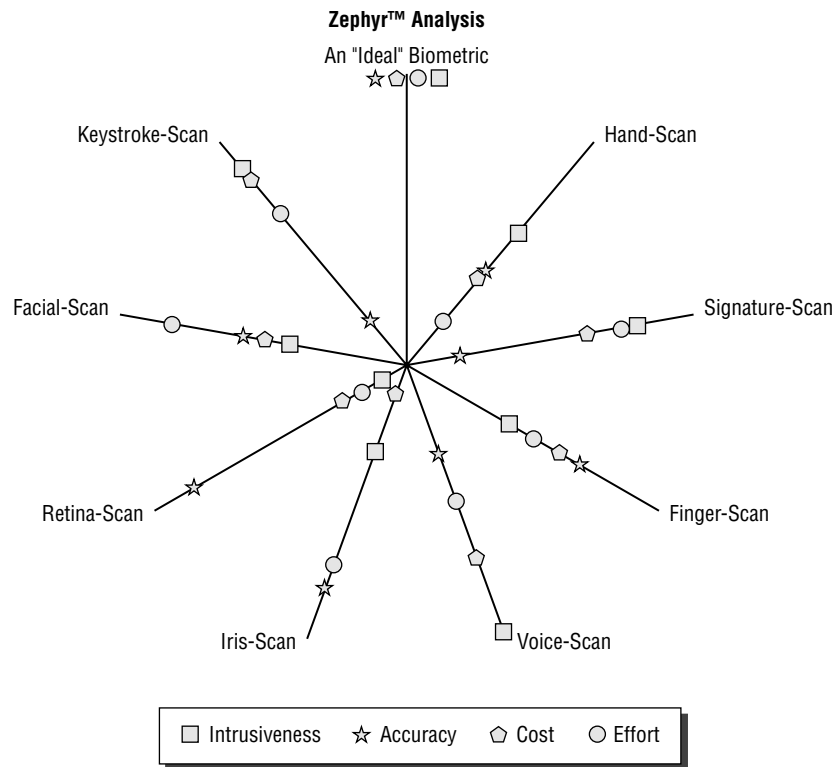 Zephyr™ Analysis
An "Ideal" Biometric
Keystroke-Scan
Hand-Scan
Facial-Scan
Signature-Scan
Retina-Scan
Finger-Scan
Iris-Scan
Voice-Scan
Intrusiveness Accuracy Cost Effort